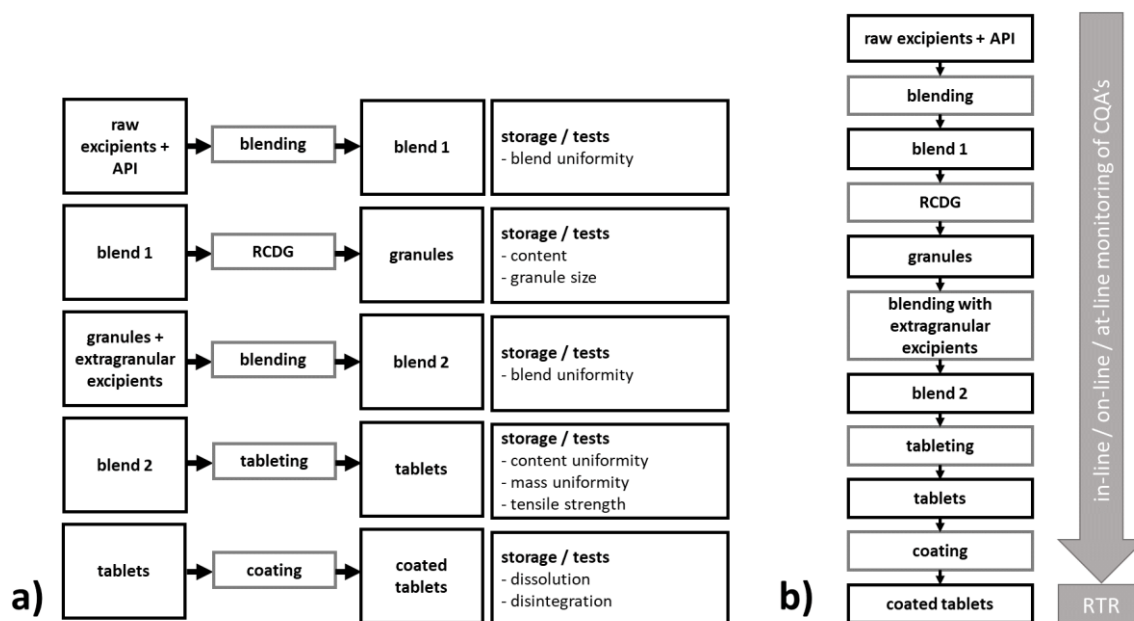 raw
excipients +
API
blending
blend 1
storage / tests
- blend uniformity
blend 1
RCDG
granules
storage / tests
- content
- granule size
granules +
extragranular
excipients
blending
blend 2
storage / tests
- blend uniformity
blend 2
tableting
tablets
storage / tests
- content uniformity
- mass uniformity
- tensile strength
tablets
coating
coated
tablets
storage / tests
- dissolution
- disintegration
a)
raw excipients + API
blending
blend 1
RCDG
granules
blending with
extragranular
excipients
blend 2
tableting
tablets
coating
coated tablets
b)
in-line / on-line / at-line monitoring of CQA‘s
RTR